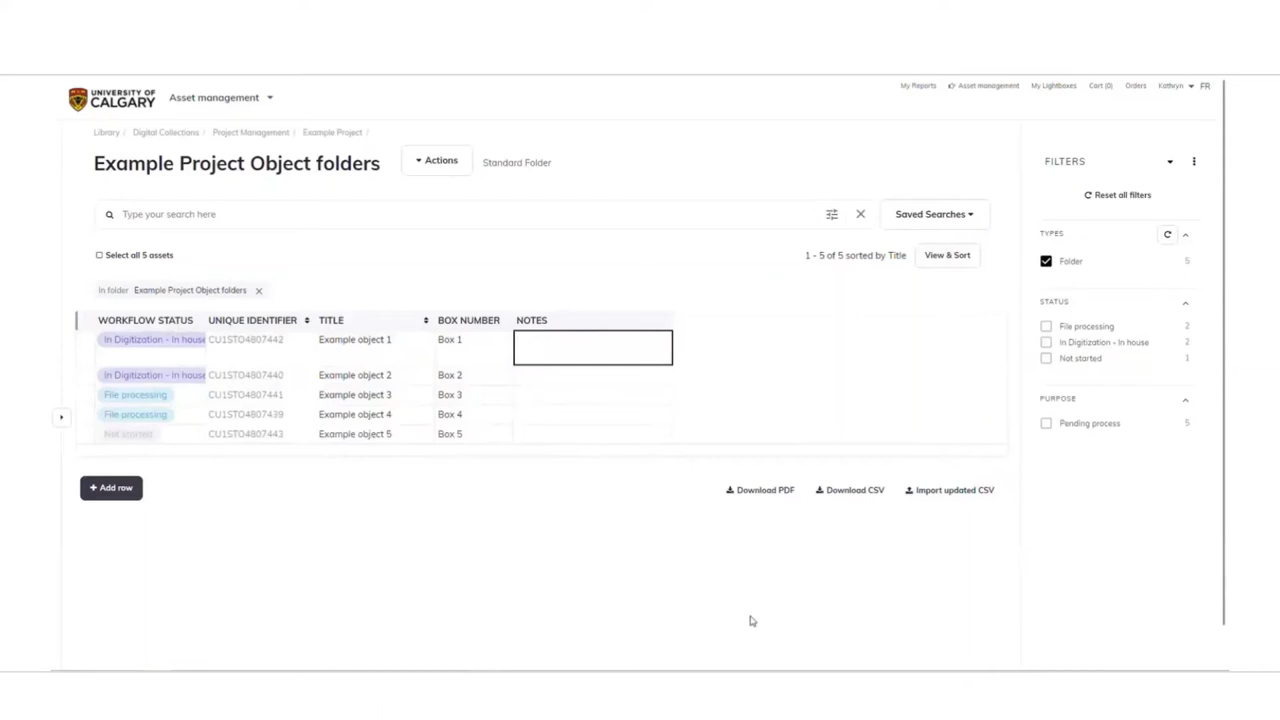 UNIVERSITY OF
CALGARY
Asset management
My Reports Asset management My Lightboxes Cart (0) Orders Kathryn FR
Library / Digital Collections / Project Management / Example Project /
Example Project Object folders
Actions
Standard Folder
Type your search here
Saved Searches
Select all 5 assets
1 - 5 of 5 sorted by Title
View & Sort
In folder Example Project Object folders
WORKFLOW STATUS UNIQUE IDENTIFIER TITLE BOX NUMBER NOTES
In Digitization - In house CU1STO4807442 Example object 1 Box 1
In Digitization - In house CU1STO4807440 Example object 2 Box 2
File processing CU1STO4807441 Example object 3 Box 3
File processing CU1STO4807439 Example object 4 Box 4
Not started CU1STO4807443 Example object 5 Box 5
+ Add row
Download PDF Download CSV Import updated CSV
FILTERS
Reset all filters
TYPES
Folder 5
STATUS
File processing 2
In Digitization - In house 2
Not started 1
PURPOSE
Pending process 5